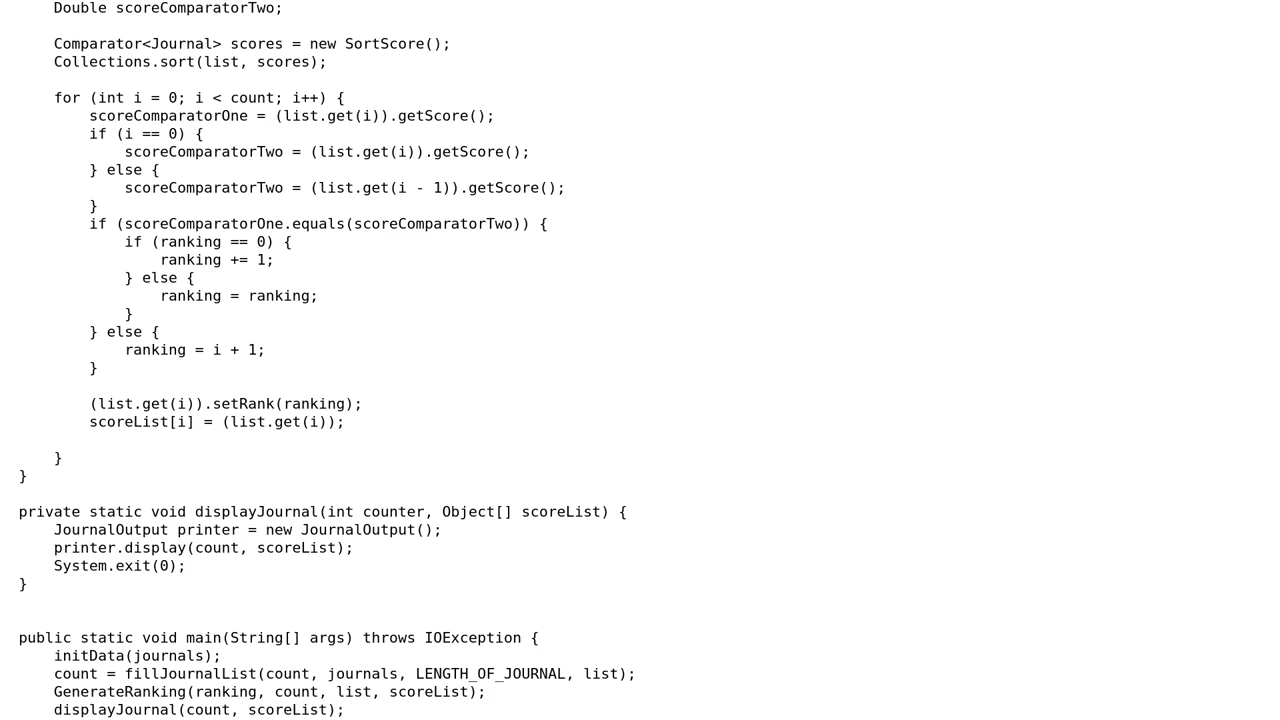 Double scoreComparatorTwo;
Comparator<Journal> scores = new SortScore();
Collections.sort(list, scores);
for (int i = 0; i < count; i++) {
scoreComparatorOne = (list.get(i)).getScore();
if (i == 0) {
scoreComparatorTwo = (list.get(i)).getScore();
} else {
scoreComparatorTwo = (list.get(i - 1)).getScore();
}
if (scoreComparatorOne.equals(scoreComparatorTwo)) {
if (ranking == 0) {
ranking += 1;
} else {
ranking = ranking;
}
} else {
ranking = i + 1;
}
(list.get(i)).setRank(ranking);
scoreList[i] = (list.get(i));
}
}
private static void displayJournal(int counter, Object[] scoreList) {
JournalOutput printer = new JournalOutput();
printer.display(count, scoreList);
System.exit(0);
}
public static void main(String[] args) throws IOException {
initData(journals);
count = fillJournalList(count, journals, LENGTH_OF_JOURNAL, list);
GenerateRanking(ranking, count, list, scoreList);
displayJournal(count, scoreList);